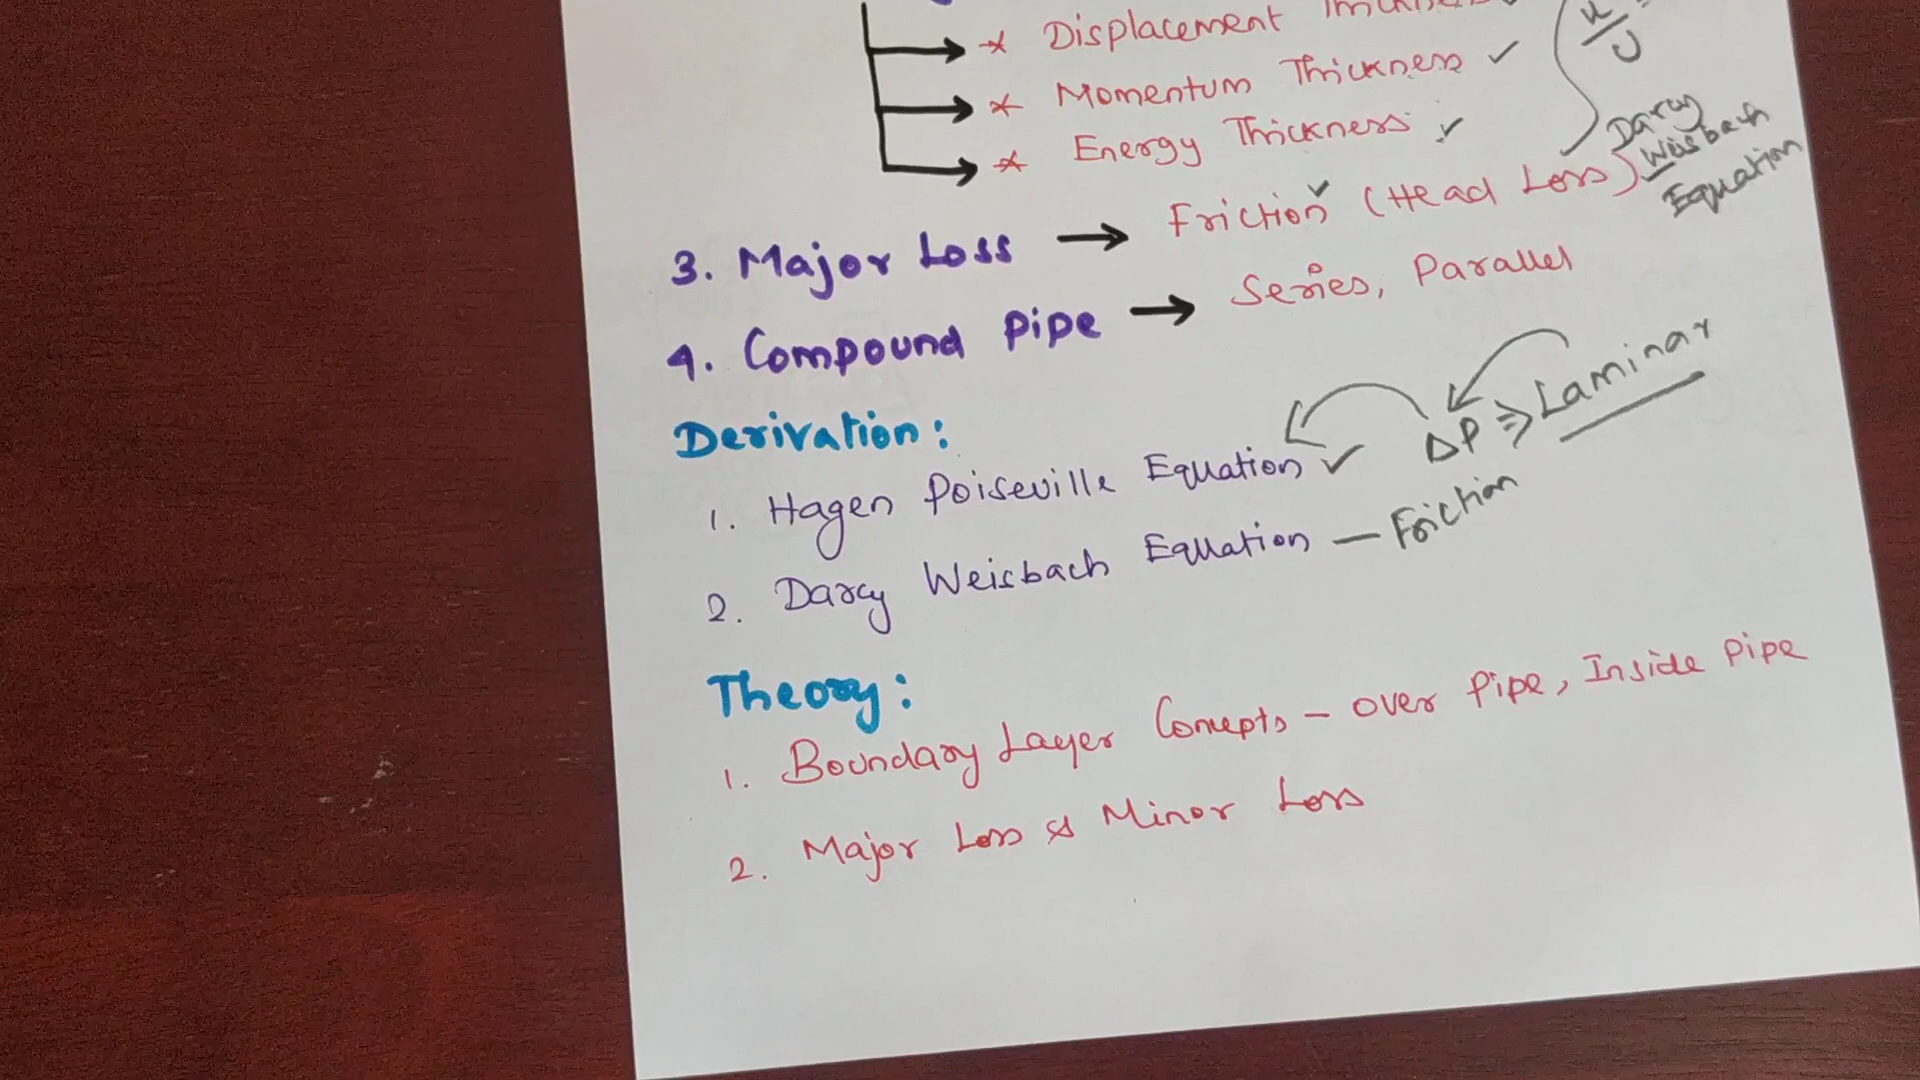 * Displacement
* Momentum Thickness ✓
* Energy Thickness ✓
u/U
3. Major Loss → Friction ✓ (Head Loss)
Darcy
Weisbach
Equation
4. Compound Pipe → Series, Parallel
Derivation:
1. Hagen Poiseville Equation ✓ ΔP ⇒ Laminar
2. Darcy Weisbach Equation — Friction
Theory:
1. Boundary Layer Concepts - over Pipe, Inside Pipe
2. Major Loss & Minor Loss